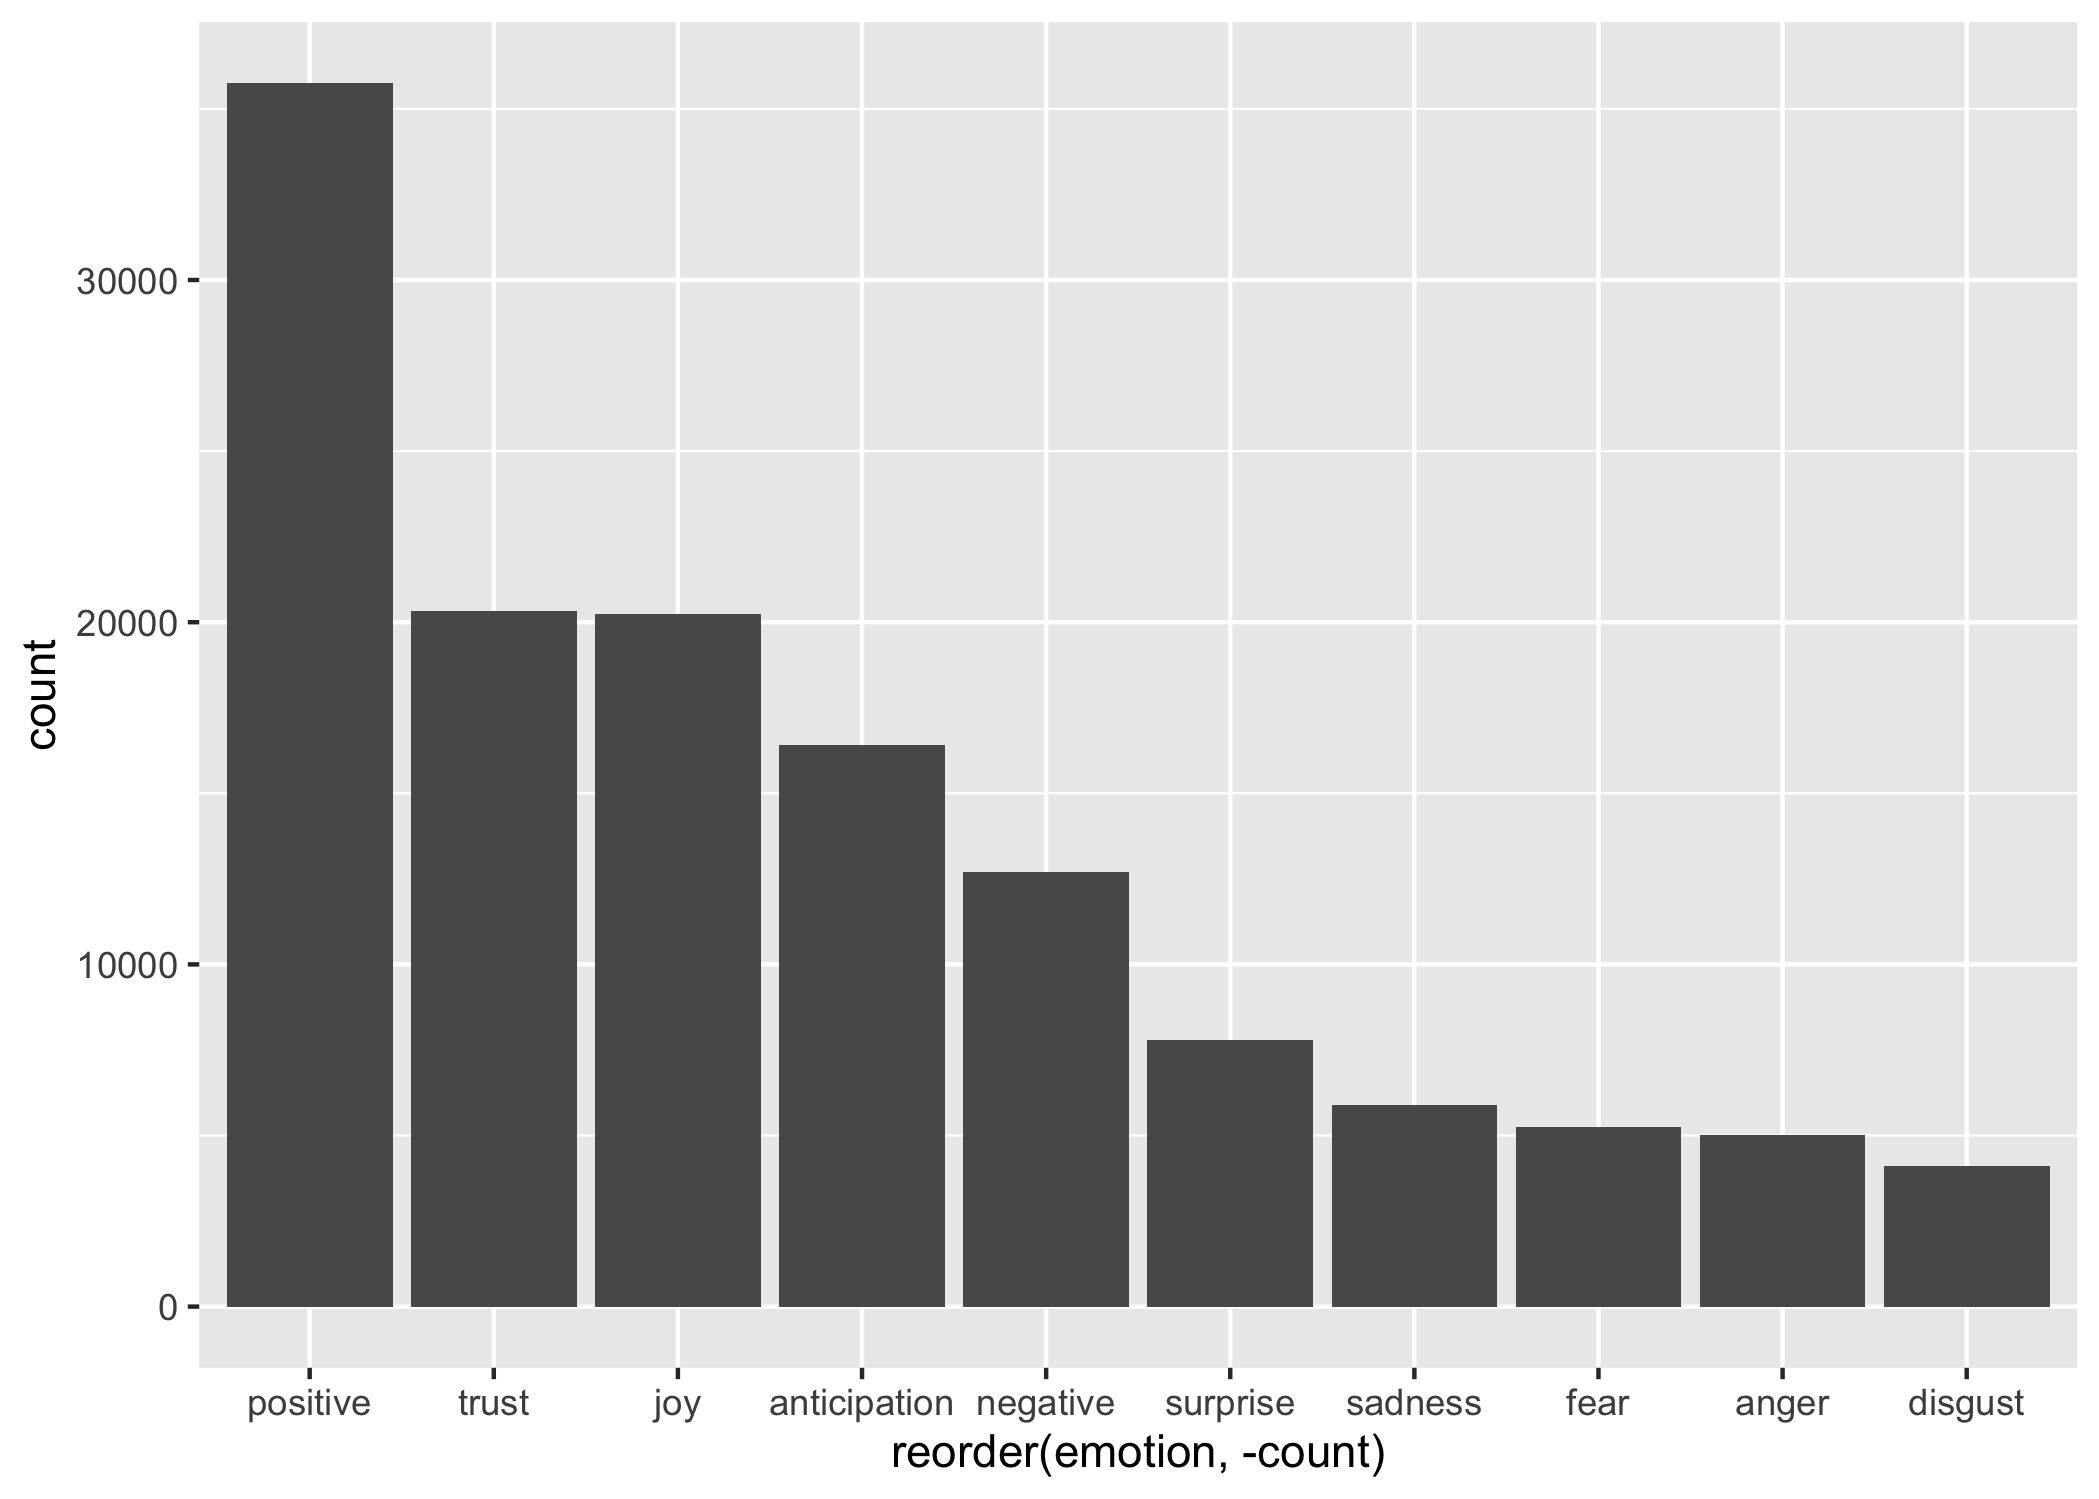 count
30000
20000
10000
0
positive trust joy anticipation negative surprise sadness fear anger disgust
reorder(emotion, -count)